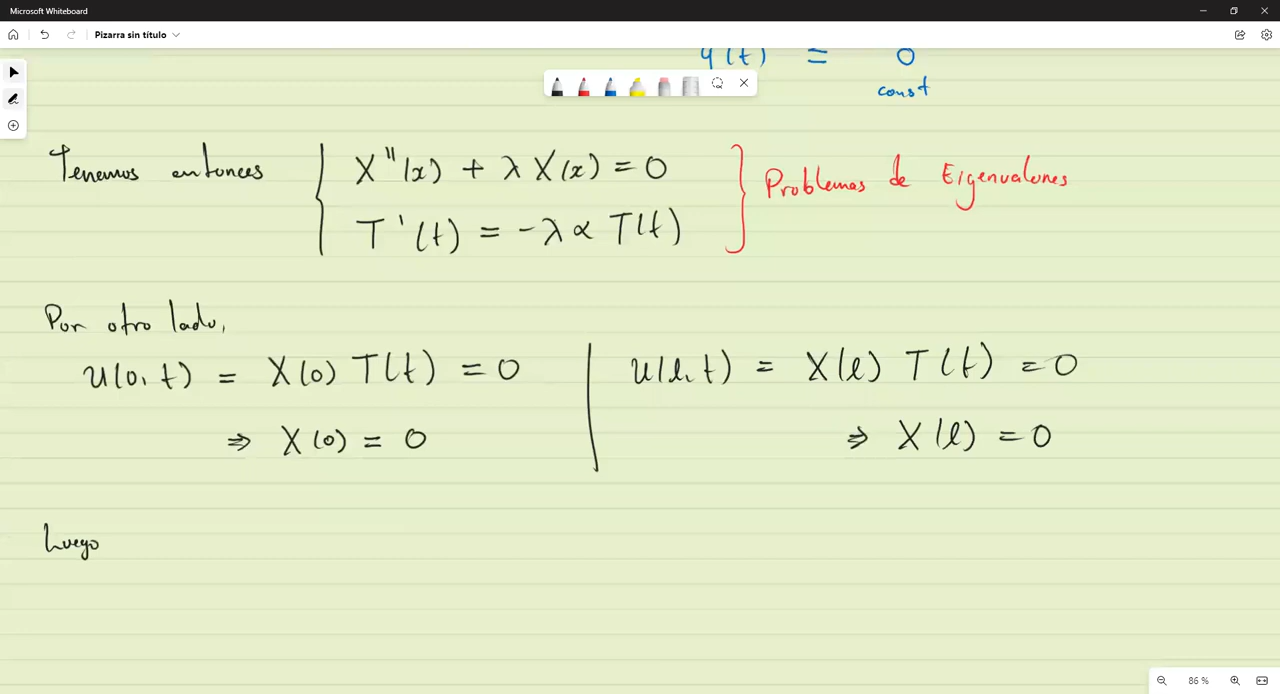 Microsoft Whiteboard
Pizarra sin título
φ(t) = 0
const
Tenemos entonces { X''(x) + λ X(x) = 0 } Problemas de Eigenvalores
T'(t) = -λ α T(t)
Por otro lado,
u(0, t) = X(0) T(t) = 0 | u(l, t) = X(l) T(t) = 0
⇒ X(0) = 0 ⇒ X(l) = 0
Luego
86 %